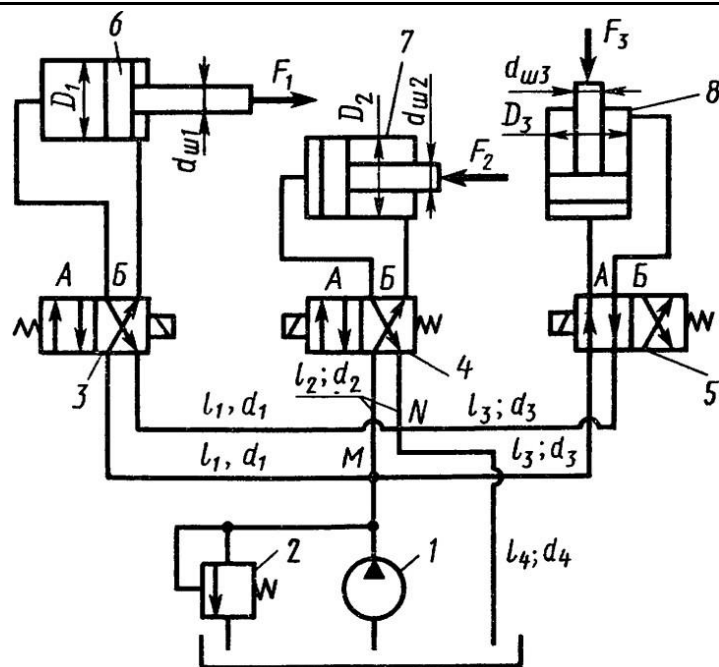 6
F₁
D₁
dш1
7
D₂
dш2
F₂
F₃
dш3
8
D₃
А Б
А Б
А Б
3
4
5
l₁, d₁
l₂; d₂
N
l₃; d₃
l₁, d₁
M
l₃; d₃
2
1
l₄; d₄